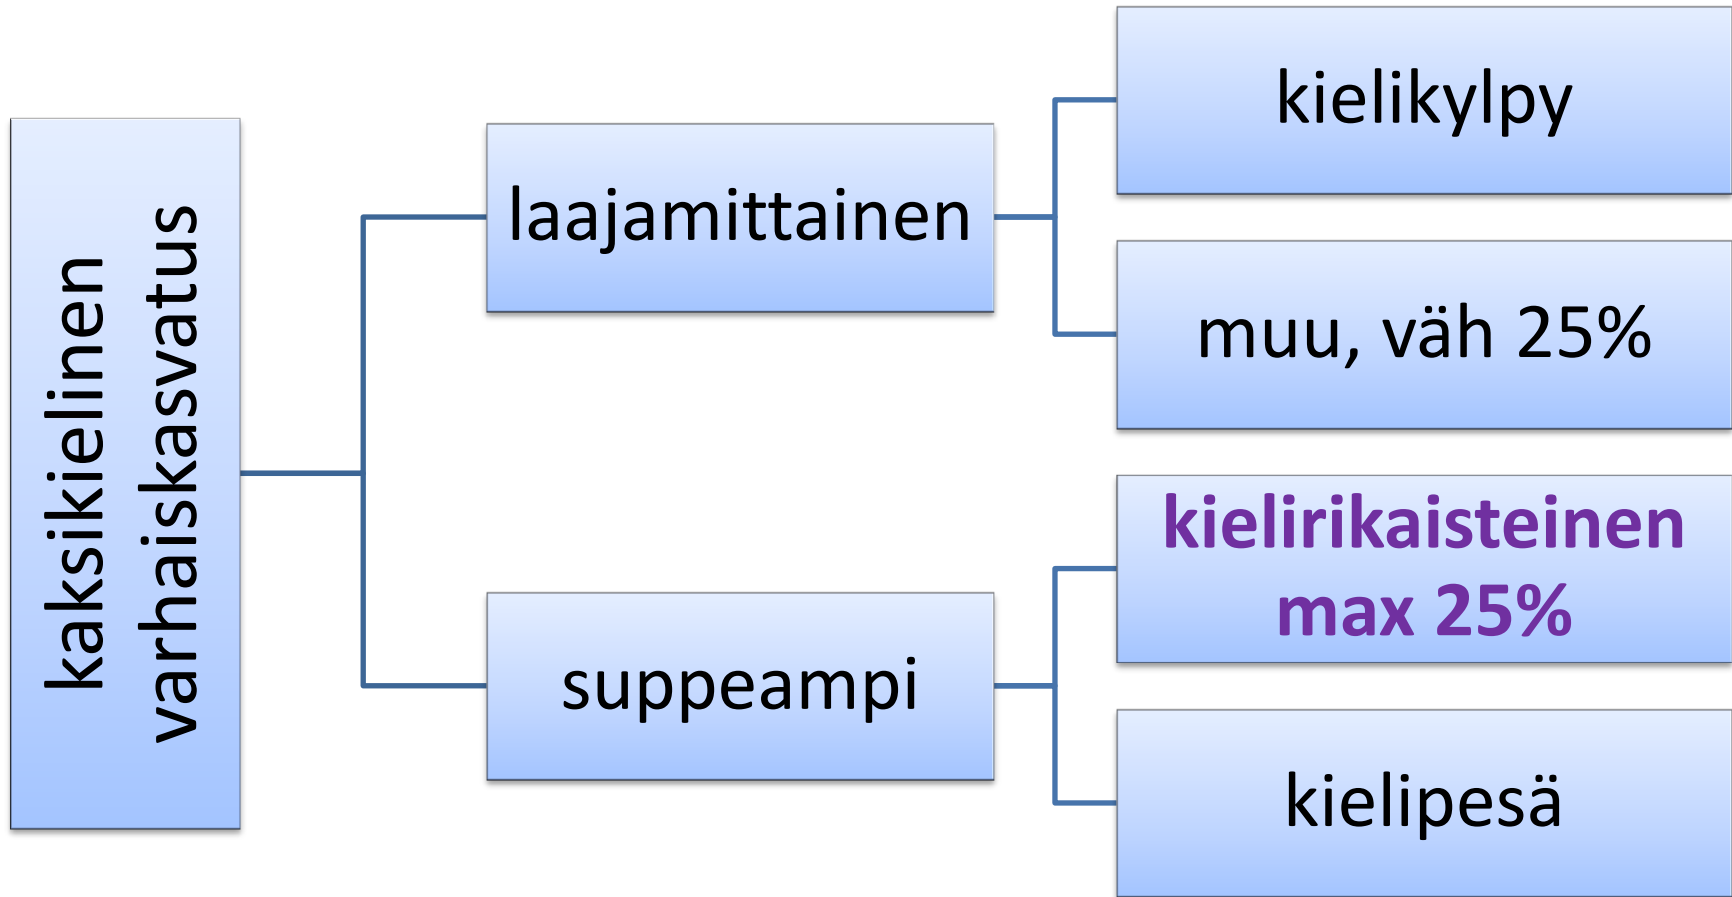 kaksikielinen
varhaiskasvatus
laajamittainen
kielikylpy
muu, väh 25%
suppeampi
kielirikaisteinen
max 25%
kielipesä